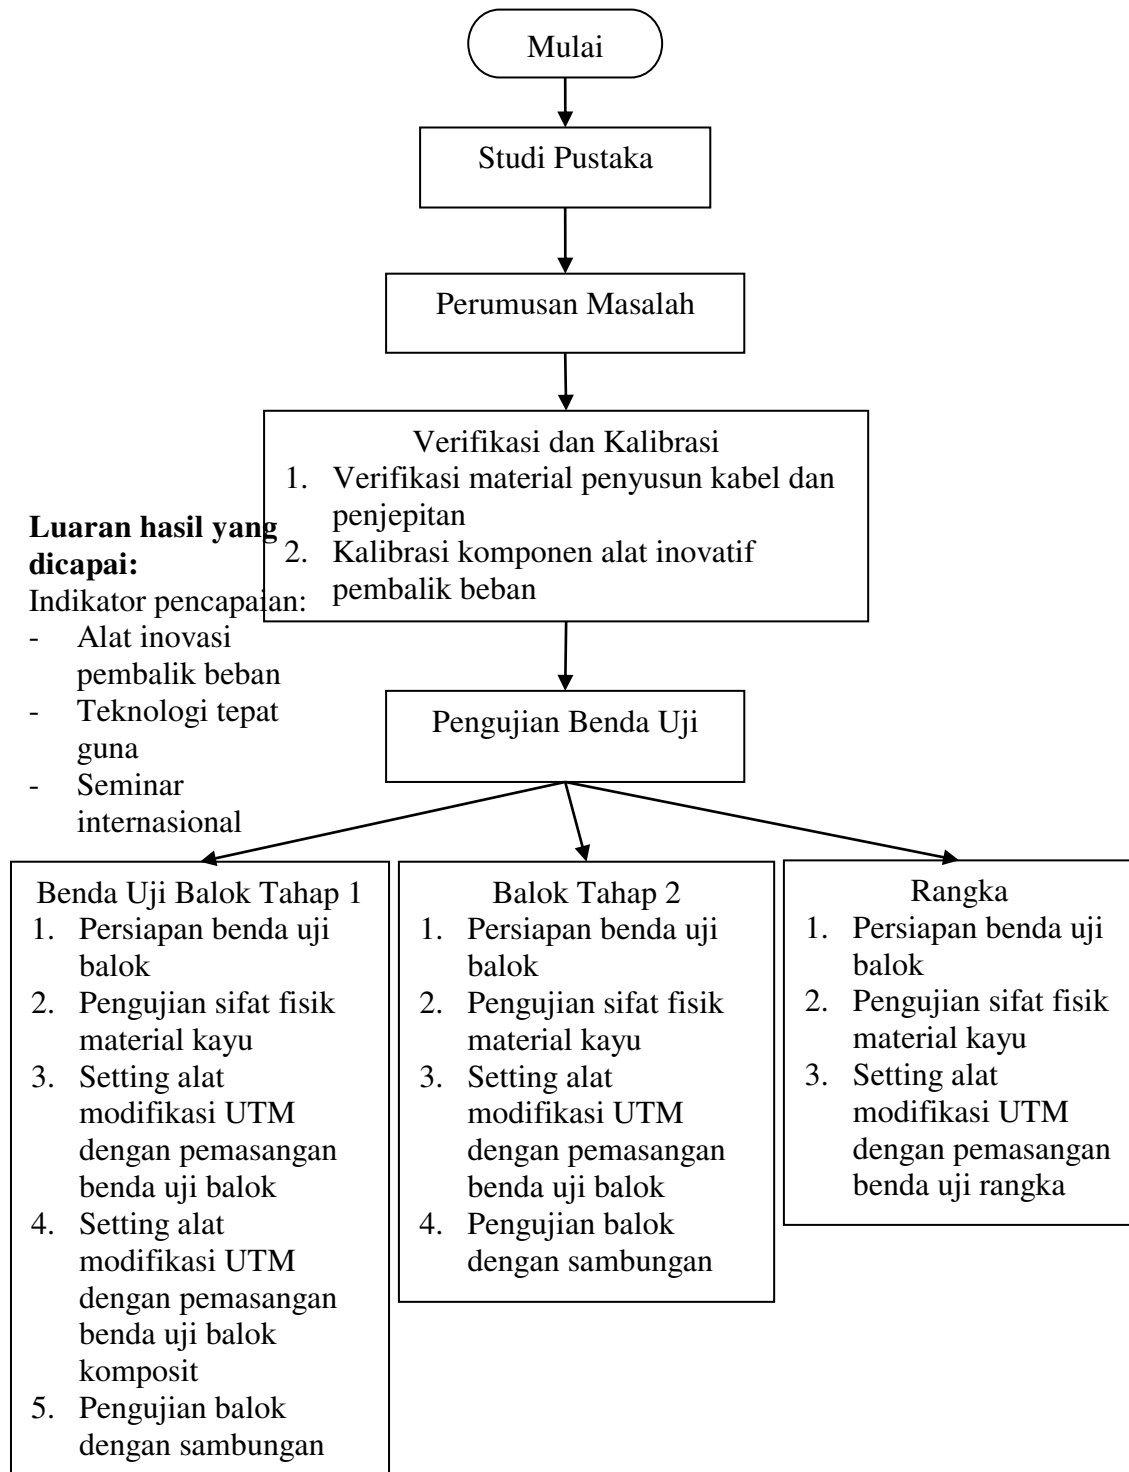 Mulai
Studi Pustaka
Perumusan Masalah
Verifikasi dan Kalibrasi
1. Verifikasi material penyusun kabel dan
penjepitan
2. Kalibrasi komponen alat inovatif
pembalik beban
Luaran hasil yang
dicapai:
Indikator pencapaian:
- Alat inovasi
pembalik beban
- Teknologi tepat
guna
- Seminar
internasional
Pengujian Benda Uji
Benda Uji Balok Tahap 1
1. Persiapan benda uji
balok
2. Pengujian sifat fisik
material kayu
3. Setting alat
modifikasi UTM
dengan pemasangan
benda uji balok
4. Setting alat
modifikasi UTM
dengan pemasangan
benda uji balok
komposit
5. Pengujian balok
dengan sambungan
Balok Tahap 2
1. Persiapan benda uji
balok
2. Pengujian sifat fisik
material kayu
3. Setting alat
modifikasi UTM
dengan pemasangan
benda uji balok
4. Pengujian balok
dengan sambungan
Rangka
1. Persiapan benda uji
balok
2. Pengujian sifat fisik
material kayu
3. Setting alat
modifikasi UTM
dengan pemasangan
benda uji rangka